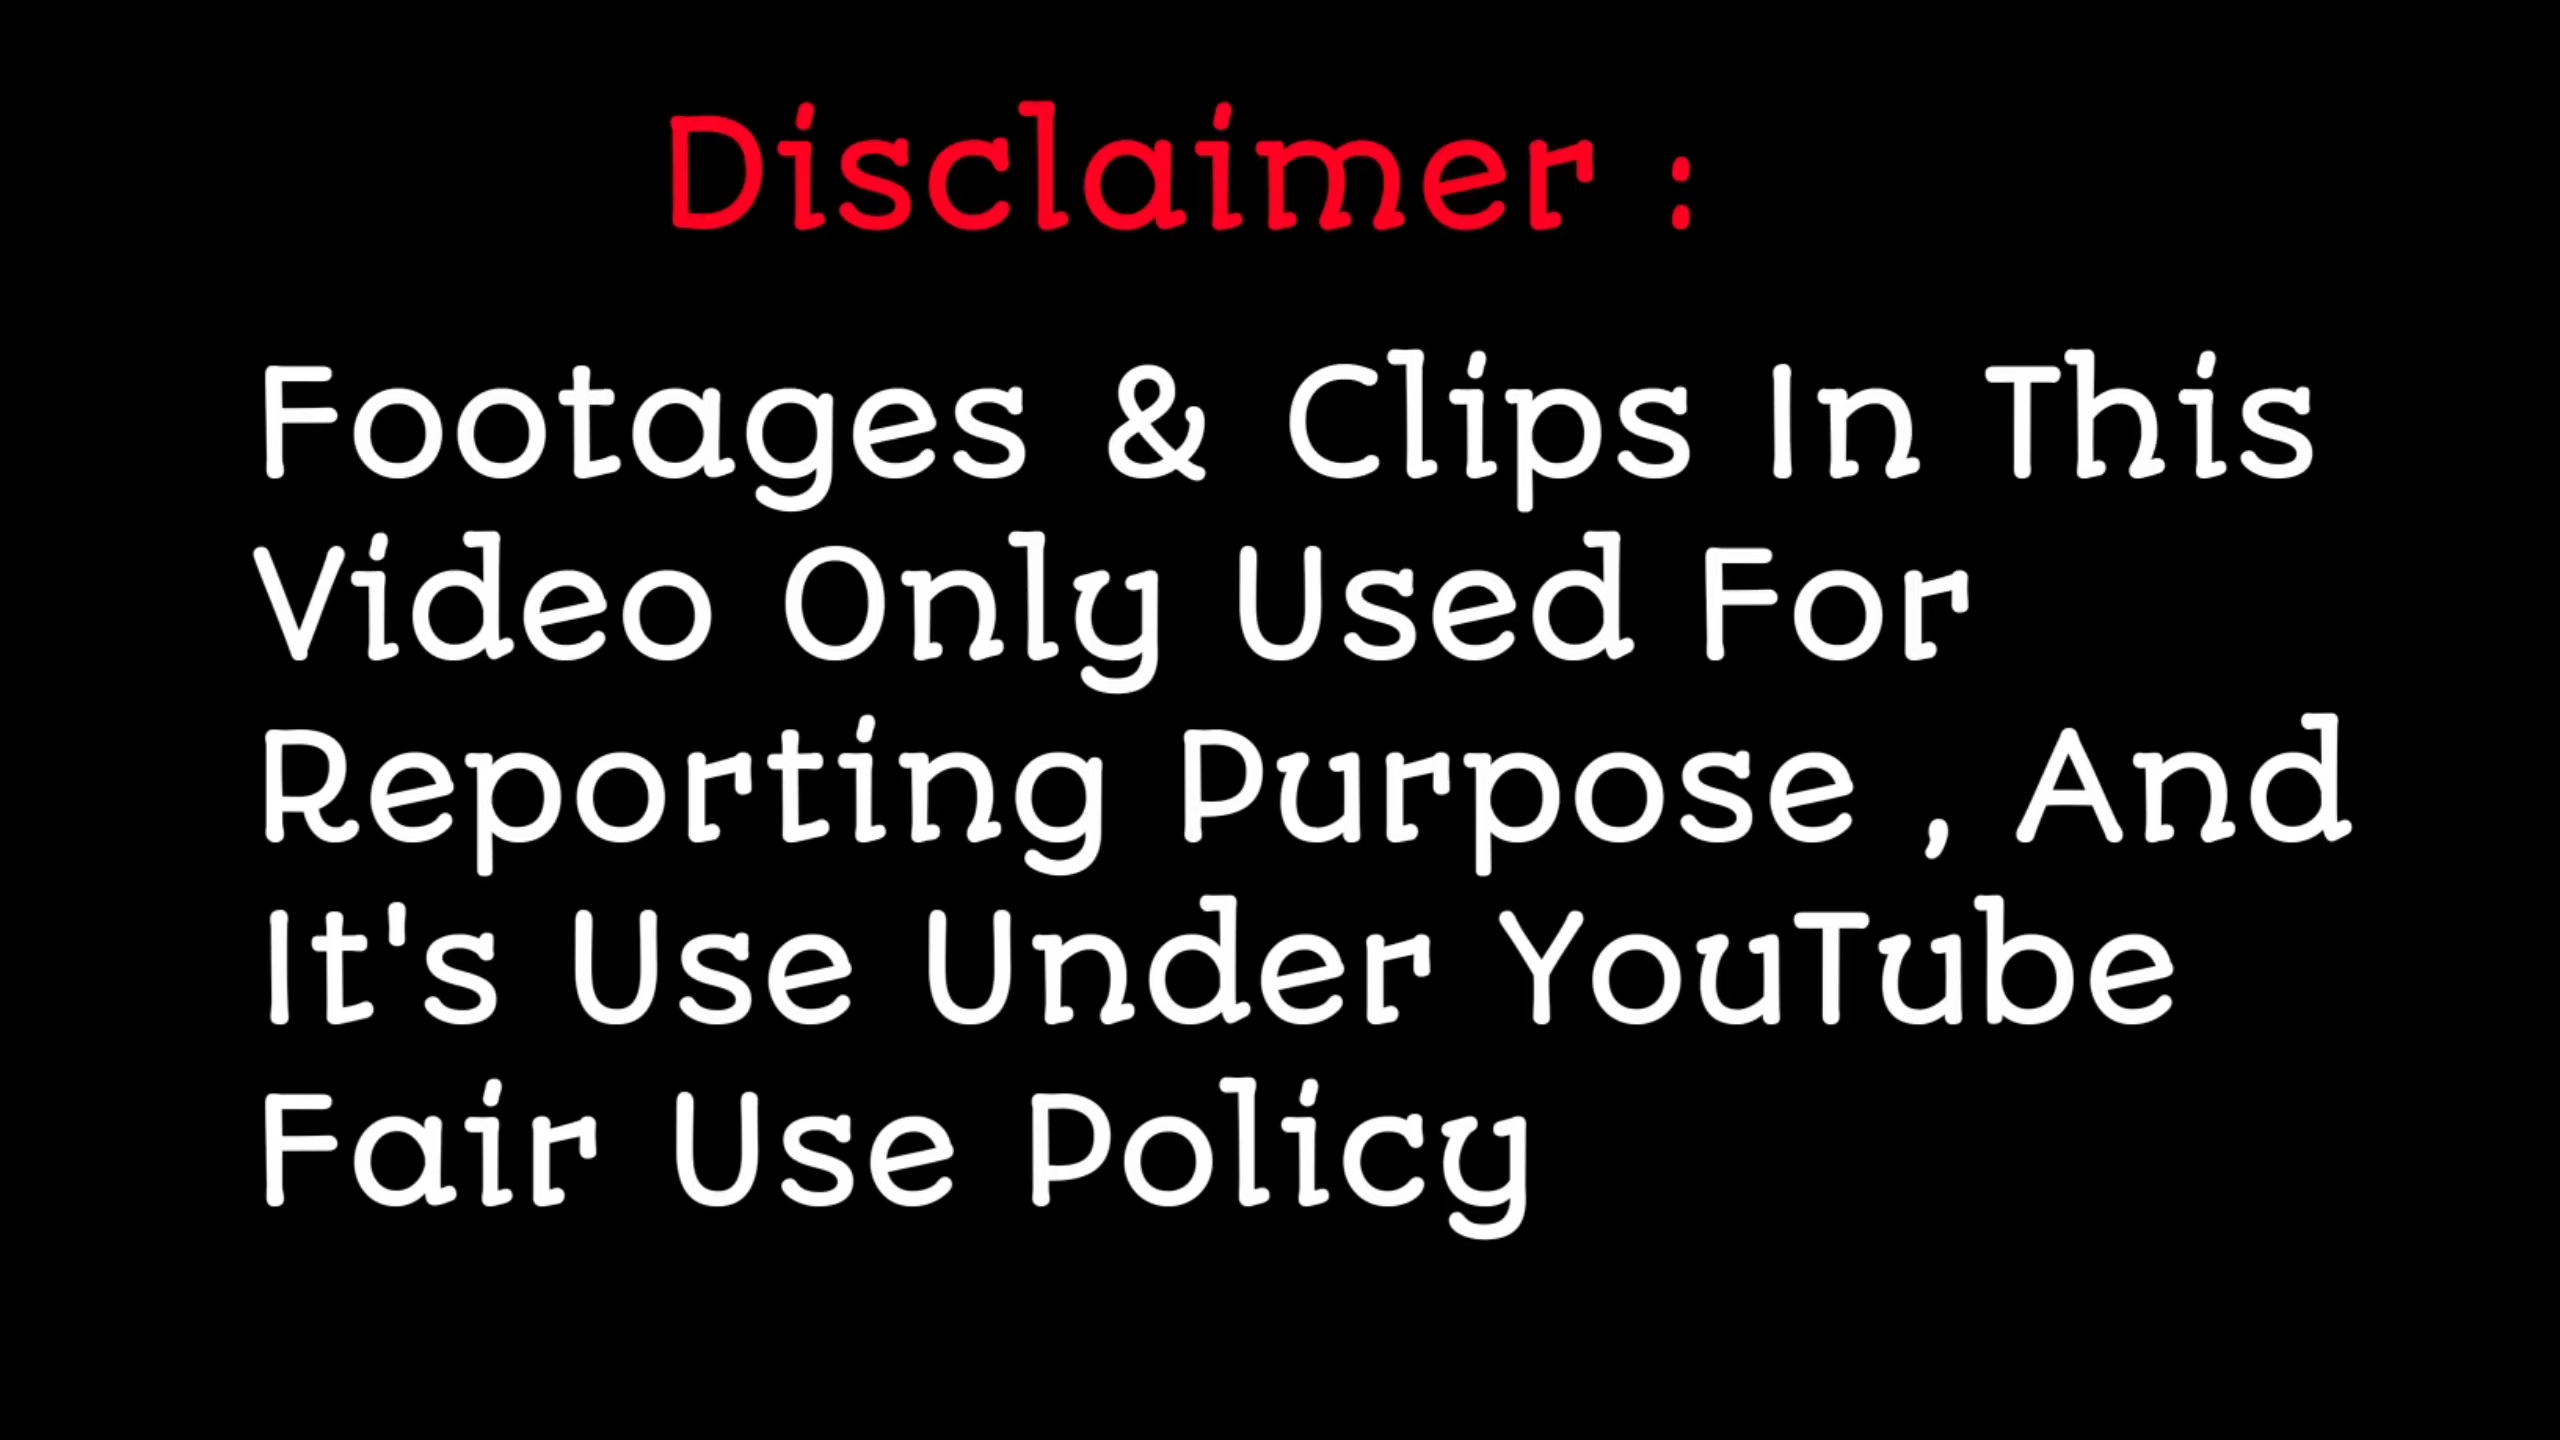 Disclaimer :
Footages & Clips In This
Video Only Used For
Reporting Purpose , And
It's Use Under YouTube
Fair Use Policy